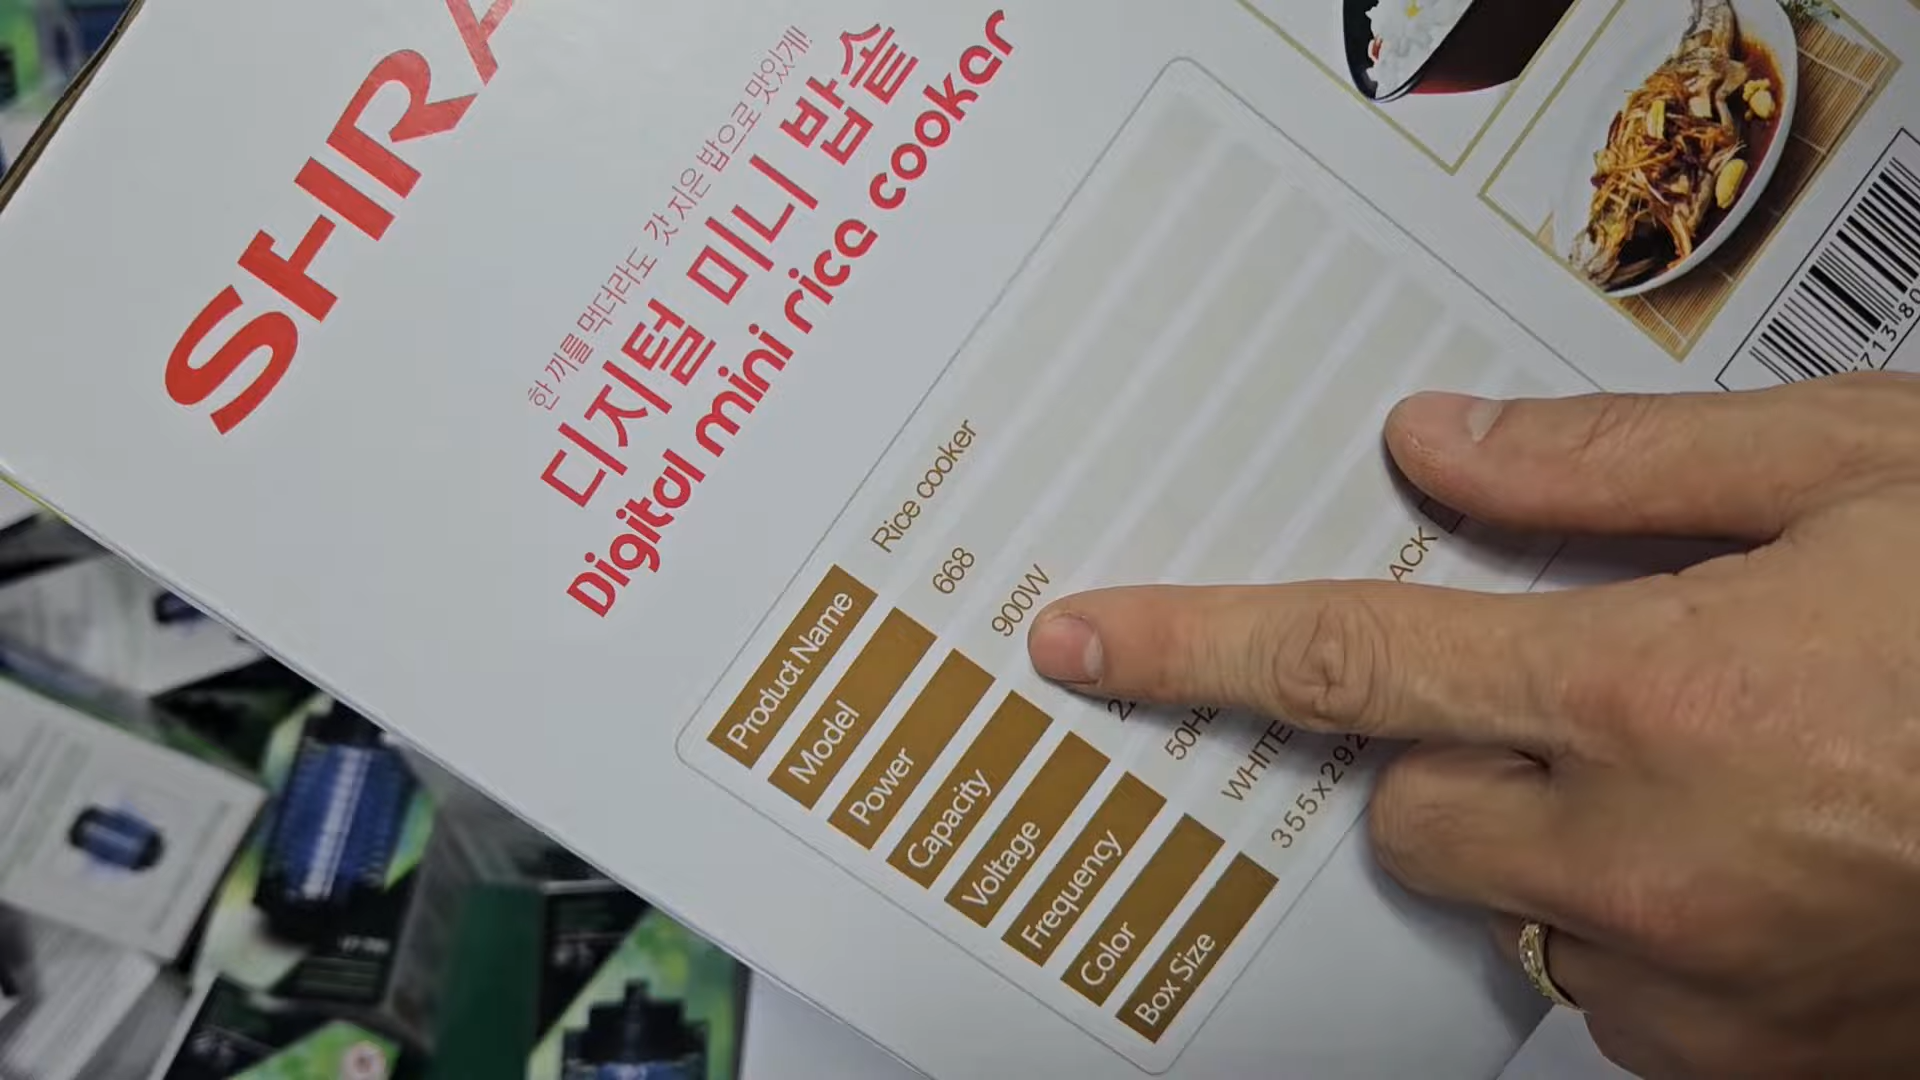 SHIRA
한 끼를 먹더라도 갓 지은 밥으로 맛있게!
디지털 미니 밥솥
Digital mini rice cooker
Product Name Rice cooker
Model 668
Power 900W
Capacity
Voltage
Frequency 50Hz
Color WHITE
Box Size 355x292